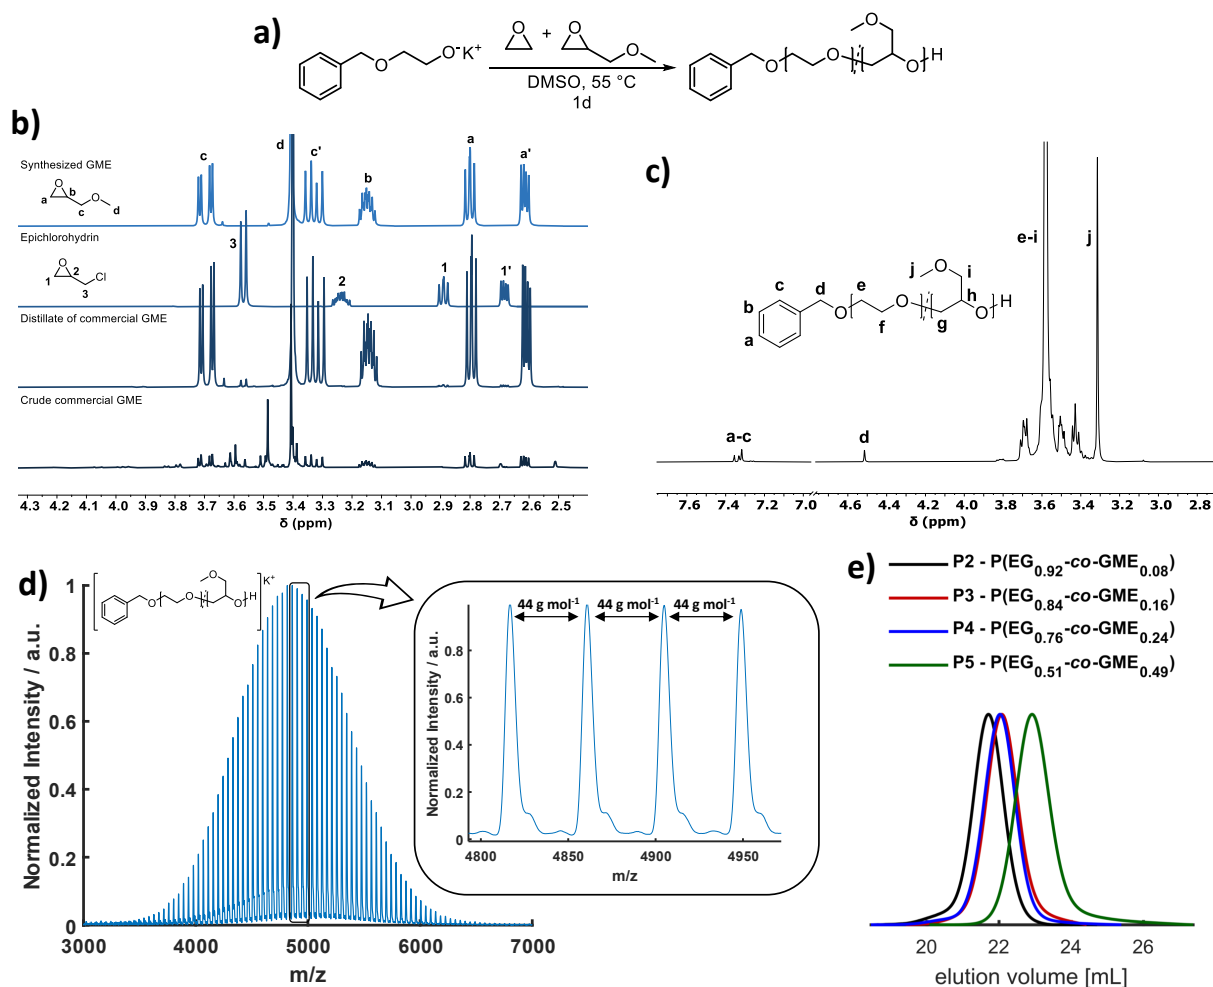 a)
O
+
O
O
O
O⁻K⁺
O
DMSO, 55 °C
1d
O
O
O
O
H
b)
Synthesized GME
O
b
a
c
O
d
c
d
c'
b
a
a'
Epichlorohydrin
O
2
Cl
1
3
3
2
1
1'
Distillate of commercial GME
Crude commercial GME
4.3 4.2 4.1 4.0 3.9 3.8 3.7 3.6 3.5 3.4 3.3 3.2 3.1 3.0 2.9 2.8 2.7 2.6 2.5
δ (ppm)
c)
e-i
j
j
O
i
c
d
e
O
h
H
b
O
O
a
f
g
a-c
d
7.6 7.4 7.2 7.0 4.6 4.4 4.2 4.0 3.8 3.6 3.4 3.2 3.0 2.8
δ (ppm)
d)
O
O
O
O
H
K⁺
Normalized Intensity / a.u.
1
0.8
0.6
0.4
0.2
0
3000 4000 5000 6000 7000
m/z
44 g mol⁻¹ 44 g mol⁻¹ 44 g mol⁻¹
Normalized Intensity / a.u.
1
0.8
0.6
0.4
0.2
0
4800 4850 4900 4950
m/z
e)
P2 - P(EG0.92-co-GME0.08)
P3 - P(EG0.84-co-GME0.16)
P4 - P(EG0.76-co-GME0.24)
P5 - P(EG0.51-co-GME0.49)
20 22 24 26
elution volume [mL]